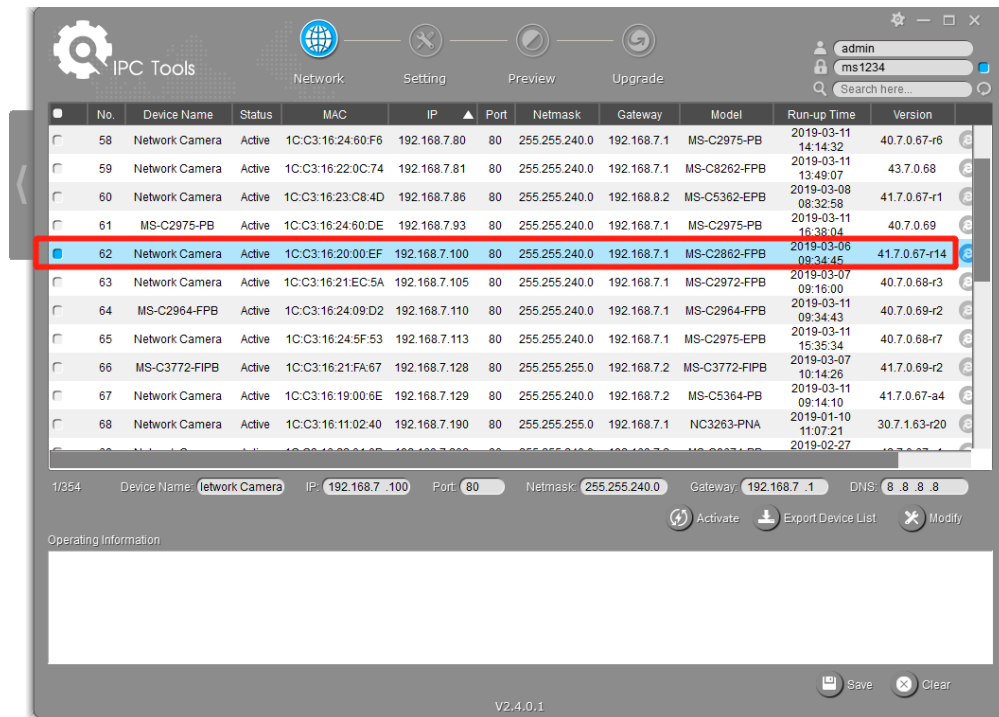 IPC Tools
Network Setting Preview Upgrade
admin
ms1234
Search here...
No. Device Name Status MAC IP Port Netmask Gateway Model Run-up Time Version
58 Network Camera Active 1C:C3:16:24:60:F6 192.168.7.80 80 255.255.240.0 192.168.7.1 MS-C2975-PB 2019-03-11 14:14:32 40.7.0.67-r6
59 Network Camera Active 1C:C3:16:22:0C:74 192.168.7.81 80 255.255.240.0 192.168.7.1 MS-C8262-FPB 2019-03-11 13:49:07 43.7.0.68
60 Network Camera Active 1C:C3:16:23:C8:4D 192.168.7.86 80 255.255.240.0 192.168.8.2 MS-C5362-EPB 2019-03-08 08:32:58 41.7.0.67-r1
61 MS-C2975-PB Active 1C:C3:16:24:60:DE 192.168.7.93 80 255.255.240.0 192.168.7.1 MS-C2975-PB 2019-03-11 16:38:04 40.7.0.69
62 Network Camera Active 1C:C3:16:20:00:EF 192.168.7.100 80 255.255.240.0 192.168.7.1 MS-C2862-FPB 2019-03-06 09:34:45 41.7.0.67-r14
63 Network Camera Active 1C:C3:16:21:EC:5A 192.168.7.105 80 255.255.240.0 192.168.7.1 MS-C2972-FPB 2019-03-07 09:16:00 40.7.0.68-r3
64 MS-C2964-FPB Active 1C:C3:16:24:09:D2 192.168.7.110 80 255.255.240.0 192.168.7.1 MS-C2964-FPB 2019-03-11 09:34:43 40.7.0.69-r2
65 Network Camera Active 1C:C3:16:24:5F:53 192.168.7.113 80 255.255.240.0 192.168.7.1 MS-C2975-EPB 2019-03-11 15:35:34 40.7.0.68-r7
66 MS-C3772-FIPB Active 1C:C3:16:21:FA:67 192.168.7.128 80 255.255.255.0 192.168.7.2 MS-C3772-FIPB 2019-03-07 10:14:26 41.7.0.69-r2
67 Network Camera Active 1C:C3:16:19:00:6E 192.168.7.129 80 255.255.240.0 192.168.7.2 MS-C5364-PB 2019-03-11 09:14:10 41.7.0.67-a4
68 Network Camera Active 1C:C3:16:11:02:40 192.168.7.190 80 255.255.255.0 192.168.7.1 NC3263-PNA 2019-01-10 11:07:21 30.7.1.63-r20
2019-02-27
1/354 Device Name: letwork Camera IP: 192.168.7 .100 Port: 80 Netmask: 255.255.240.0 Gateway: 192.168.7 .1 DNS: 8 .8 .8 .8
Activate Export Device List Modify
Operating Information
Save Clear
V2.4.0.1